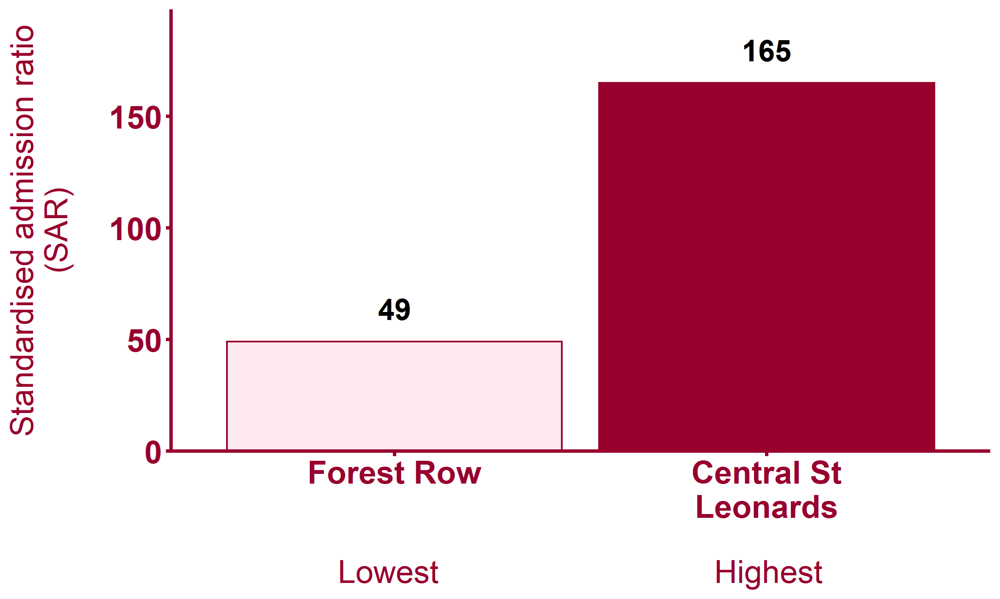 Standardised admission ratio
(SAR)
150
100
50
0
165
49
Forest Row
Central St
Leonards
Lowest
Highest